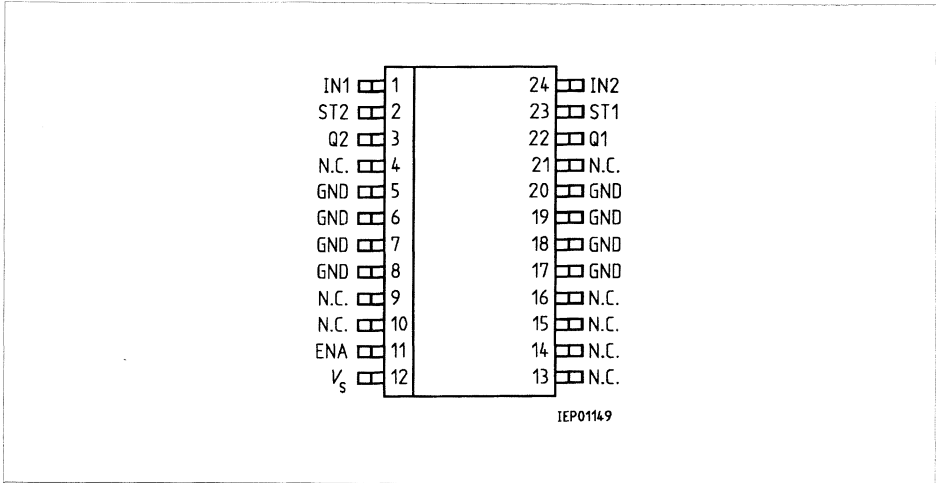 IN1 1 24 IN2
ST2 2 23 ST1
Q2 3 22 Q1
N.C. 4 21 N.C.
GND 5 20 GND
GND 6 19 GND
GND 7 18 GND
GND 8 17 GND
N.C. 9 16 N.C.
N.C. 10 15 N.C.
ENA 11 14 N.C.
VS 12 13 N.C.
IEP01149